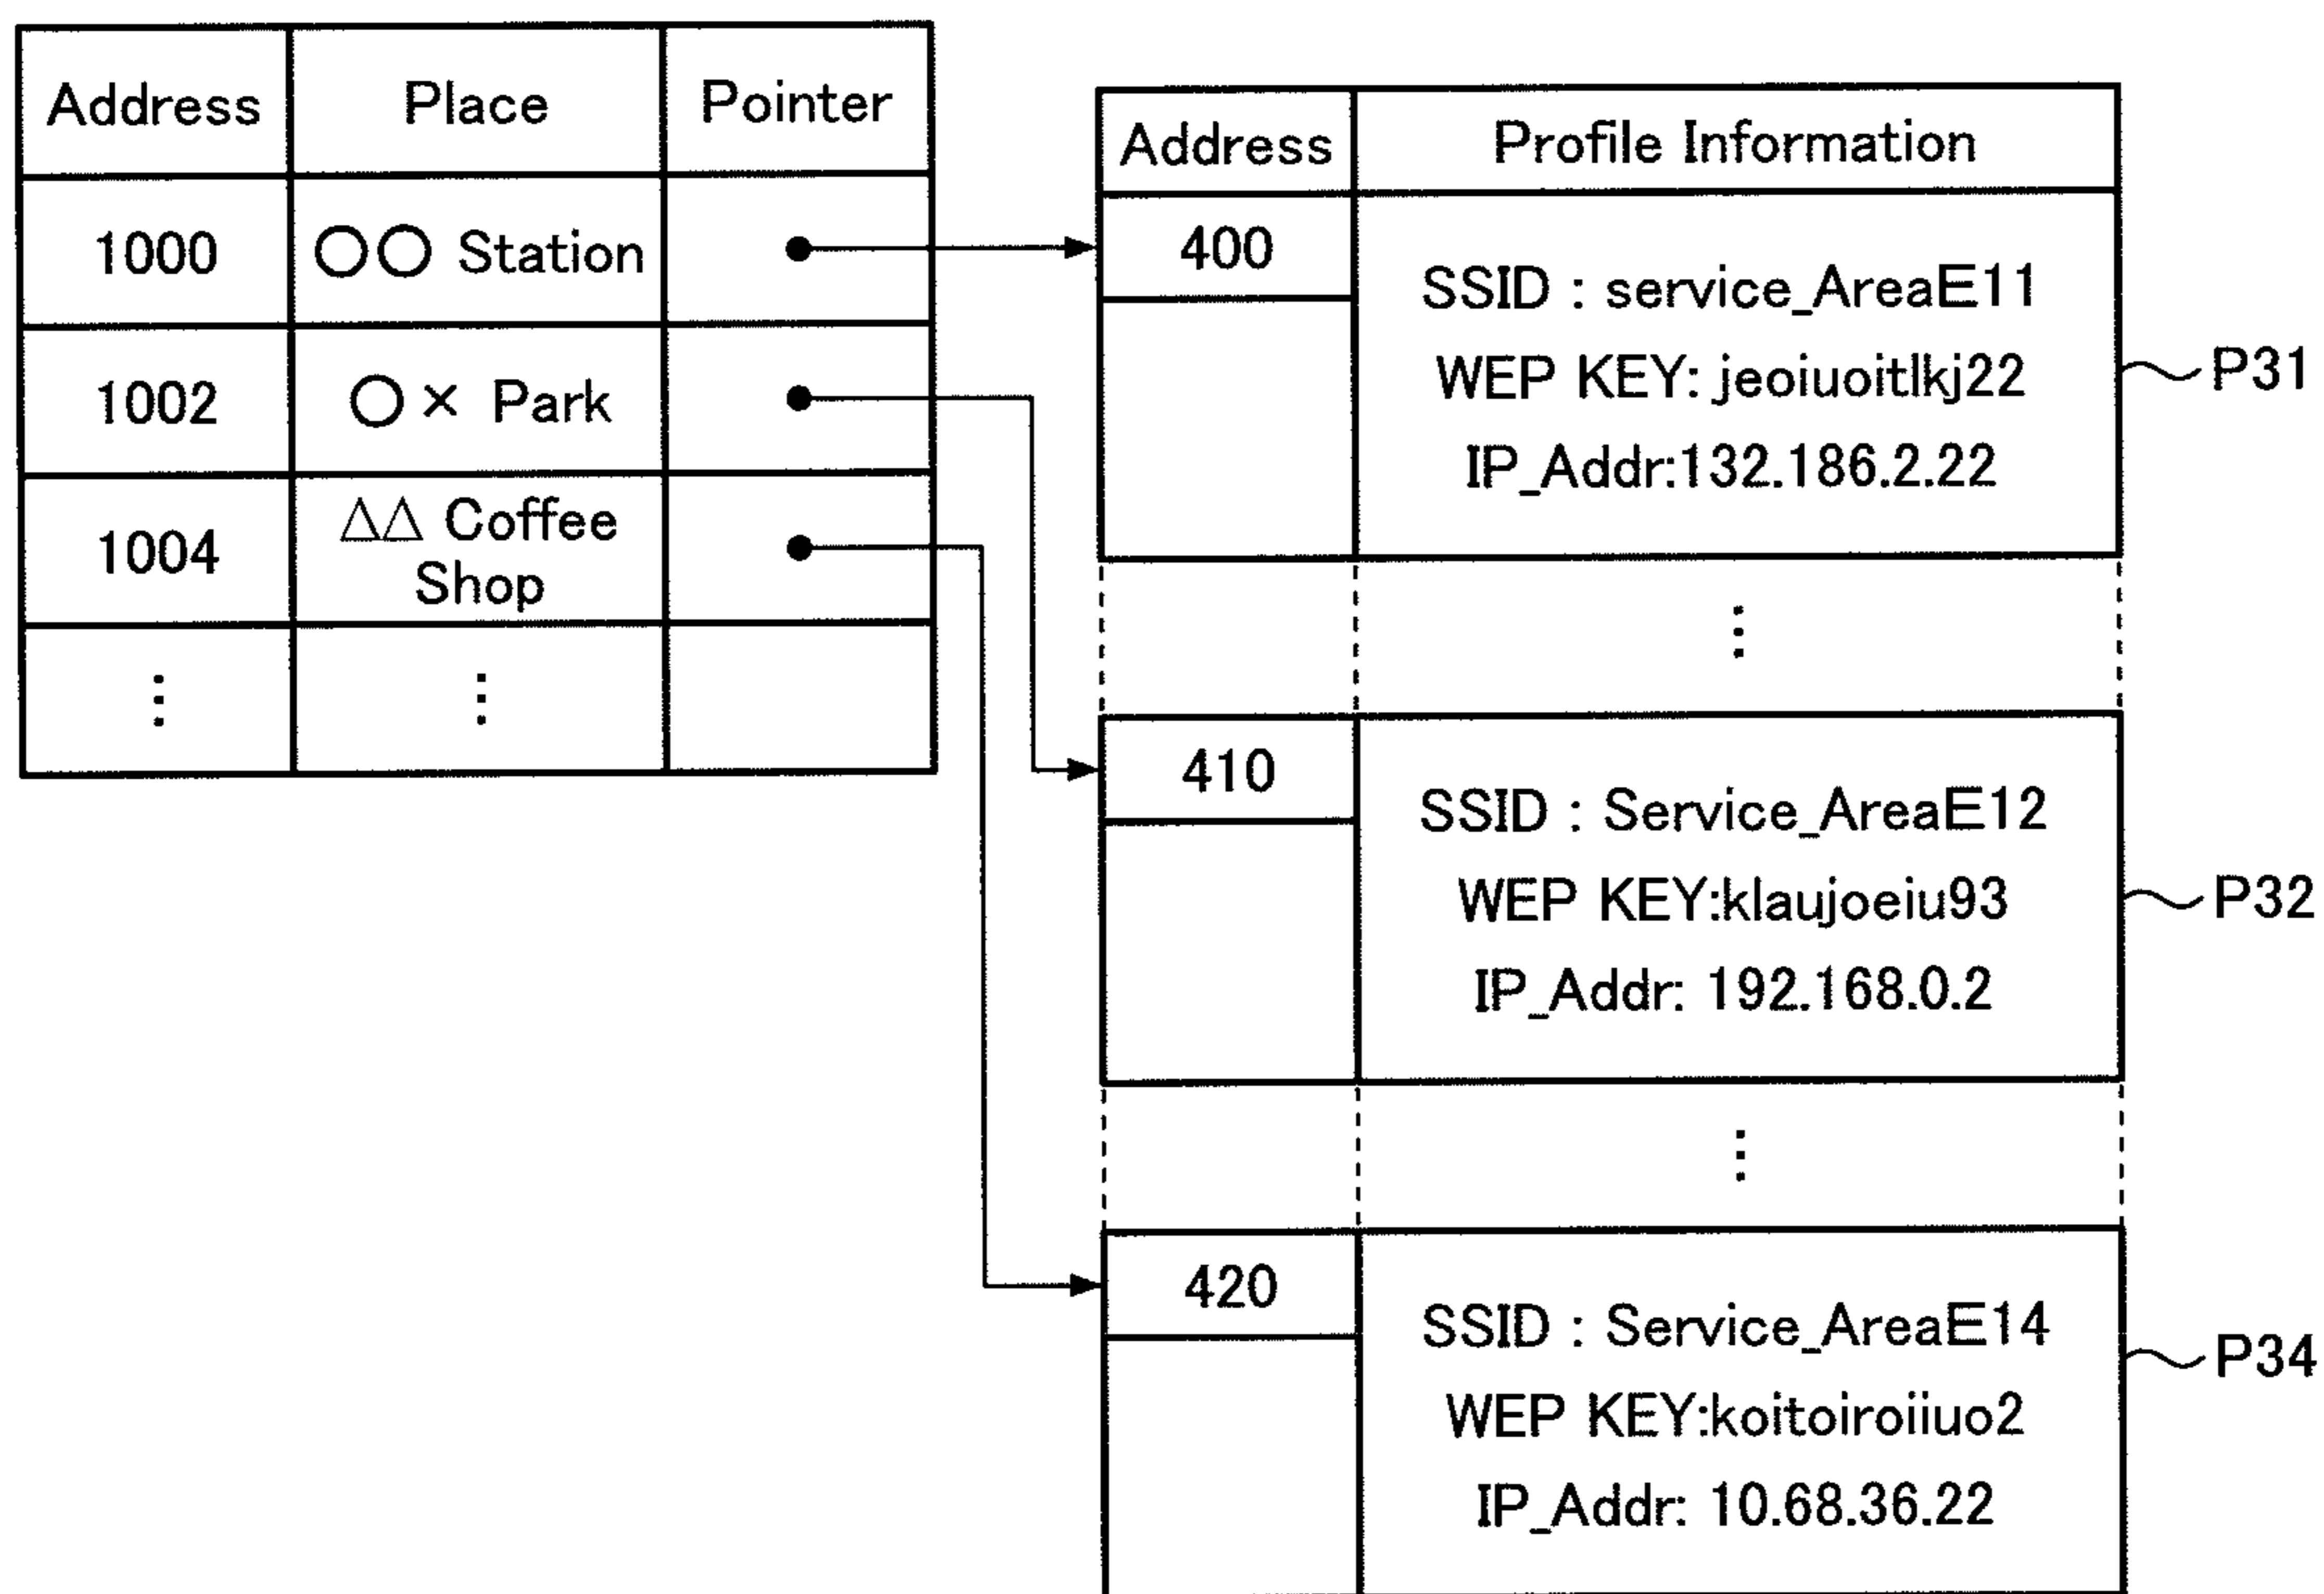 Address Place Pointer
1000 ○○ Station
1002 ○× Park
1004 △△ Coffee
Shop
⋮ ⋮
Address Profile Information
400
SSID : service_AreaE11
WEP KEY: jeoiuoitlkj22
IP_Addr:132.186.2.22
P31
⋮
410
SSID : Service_AreaE12
WEP KEY:klaujoeiu93
IP_Addr: 192.168.0.2
P32
⋮
420
SSID : Service_AreaE14
WEP KEY:koitoiroiiuo2
IP_Addr: 10.68.36.22
P34